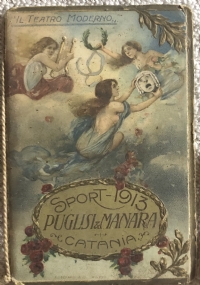 "IL TEATRO MODERNO"
SPORT-1913
PUGLISI & MANARA
CATANIA